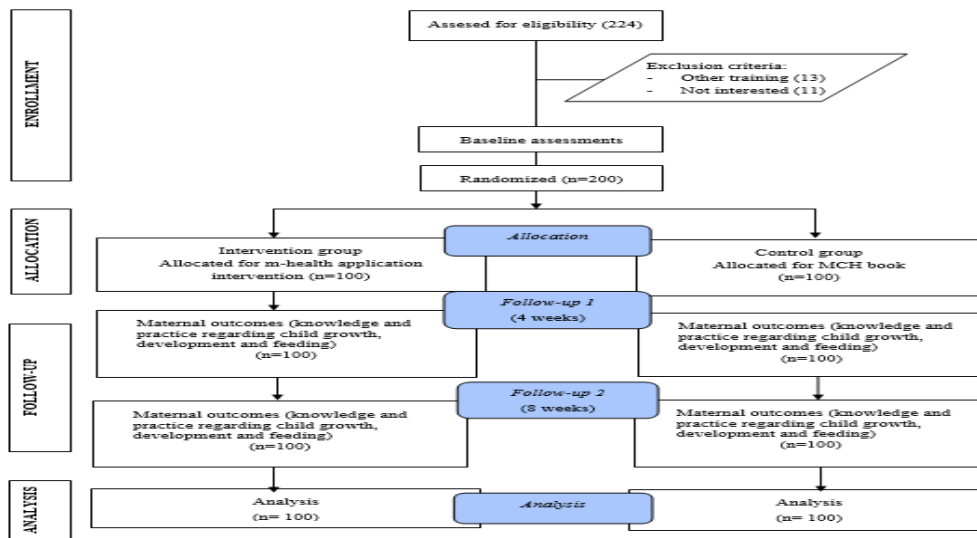 ENROLLMENT
Assesed for eligibility (224)
Exclusion criteria:
- Other training (13)
- Not interested (11)
Baseline assessments
Randomized (n=200)
ALLOCATION
Allocation
Intervention group
Allocated for m-health application
intervention (n=100)
Control group
Allocated for MCH book
(n=100)
FOLLOW-UP
Follow-up 1
(4 weeks)
Maternal outcomes (knowledge and
practice regarding child growth,
development and feeding)
(n=100)
Maternal outcomes (knowledge and
practice regarding child growth,
development and feeding)
(n=100)
Follow-up 2
(8 weeks)
Maternal outcomes (knowledge and
practice regarding child growth,
development and feeding)
(n=100)
Maternal outcomes (knowledge and
practice regarding child growth,
development and feeding)
(n=100)
ANALYSIS
Analysis
(n= 100)
Analysis
Analysis
(n= 100)